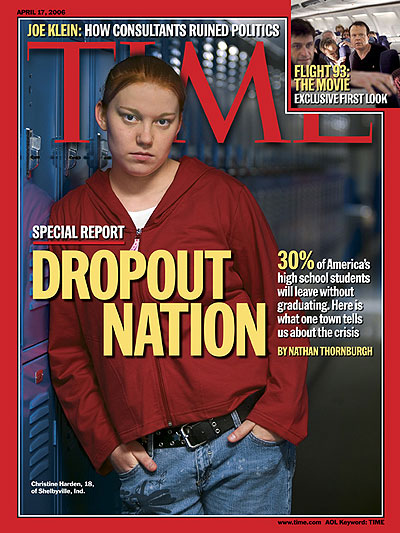 APRIL 17, 2006
JOE KLEIN: HOW CONSULTANTS RUINED POLITICS
TIME
FLIGHT 93:
THE MOVIE
EXCLUSIVE FIRST LOOK
SPECIAL REPORT
DROPOUT
NATION
30% of America's
high school students
will leave without
graduating. Here is
what one town tells
us about the crisis
BY NATHAN THORNBURGH
Christine Harden, 18,
of Shelbyville, Ind.
www.time.com AOL Keyword: TIME